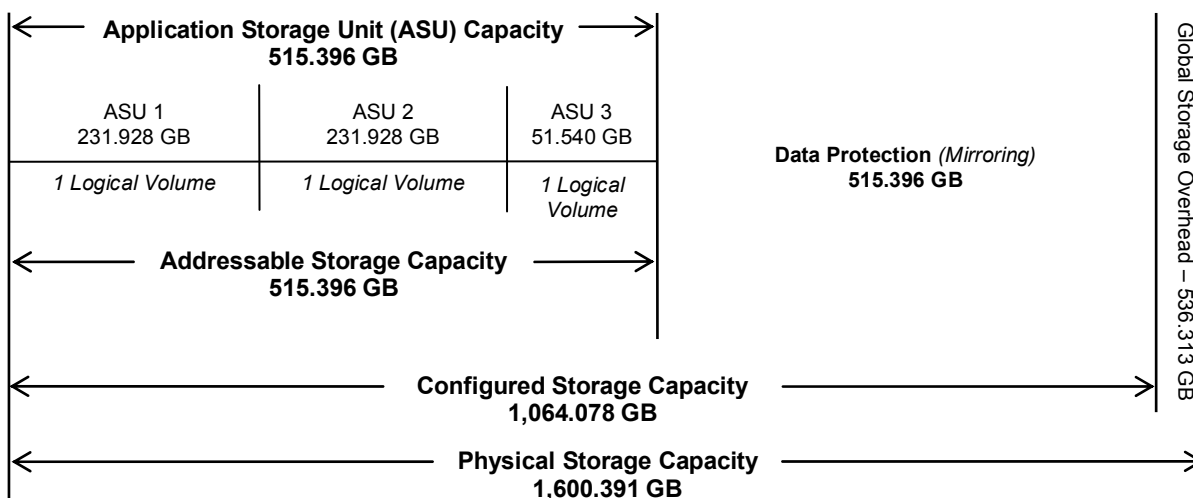 Application Storage Unit (ASU) Capacity
515.396 GB
ASU 1
231.928 GB
ASU 2
231.928 GB
ASU 3
51.540 GB
1 Logical Volume
1 Logical Volume
1 Logical
Volume
Addressable Storage Capacity
515.396 GB
Data Protection (Mirroring)
515.396 GB
Global Storage Overhead – 536.313 GB
Configured Storage Capacity
1,064.078 GB
Physical Storage Capacity
1,600.391 GB